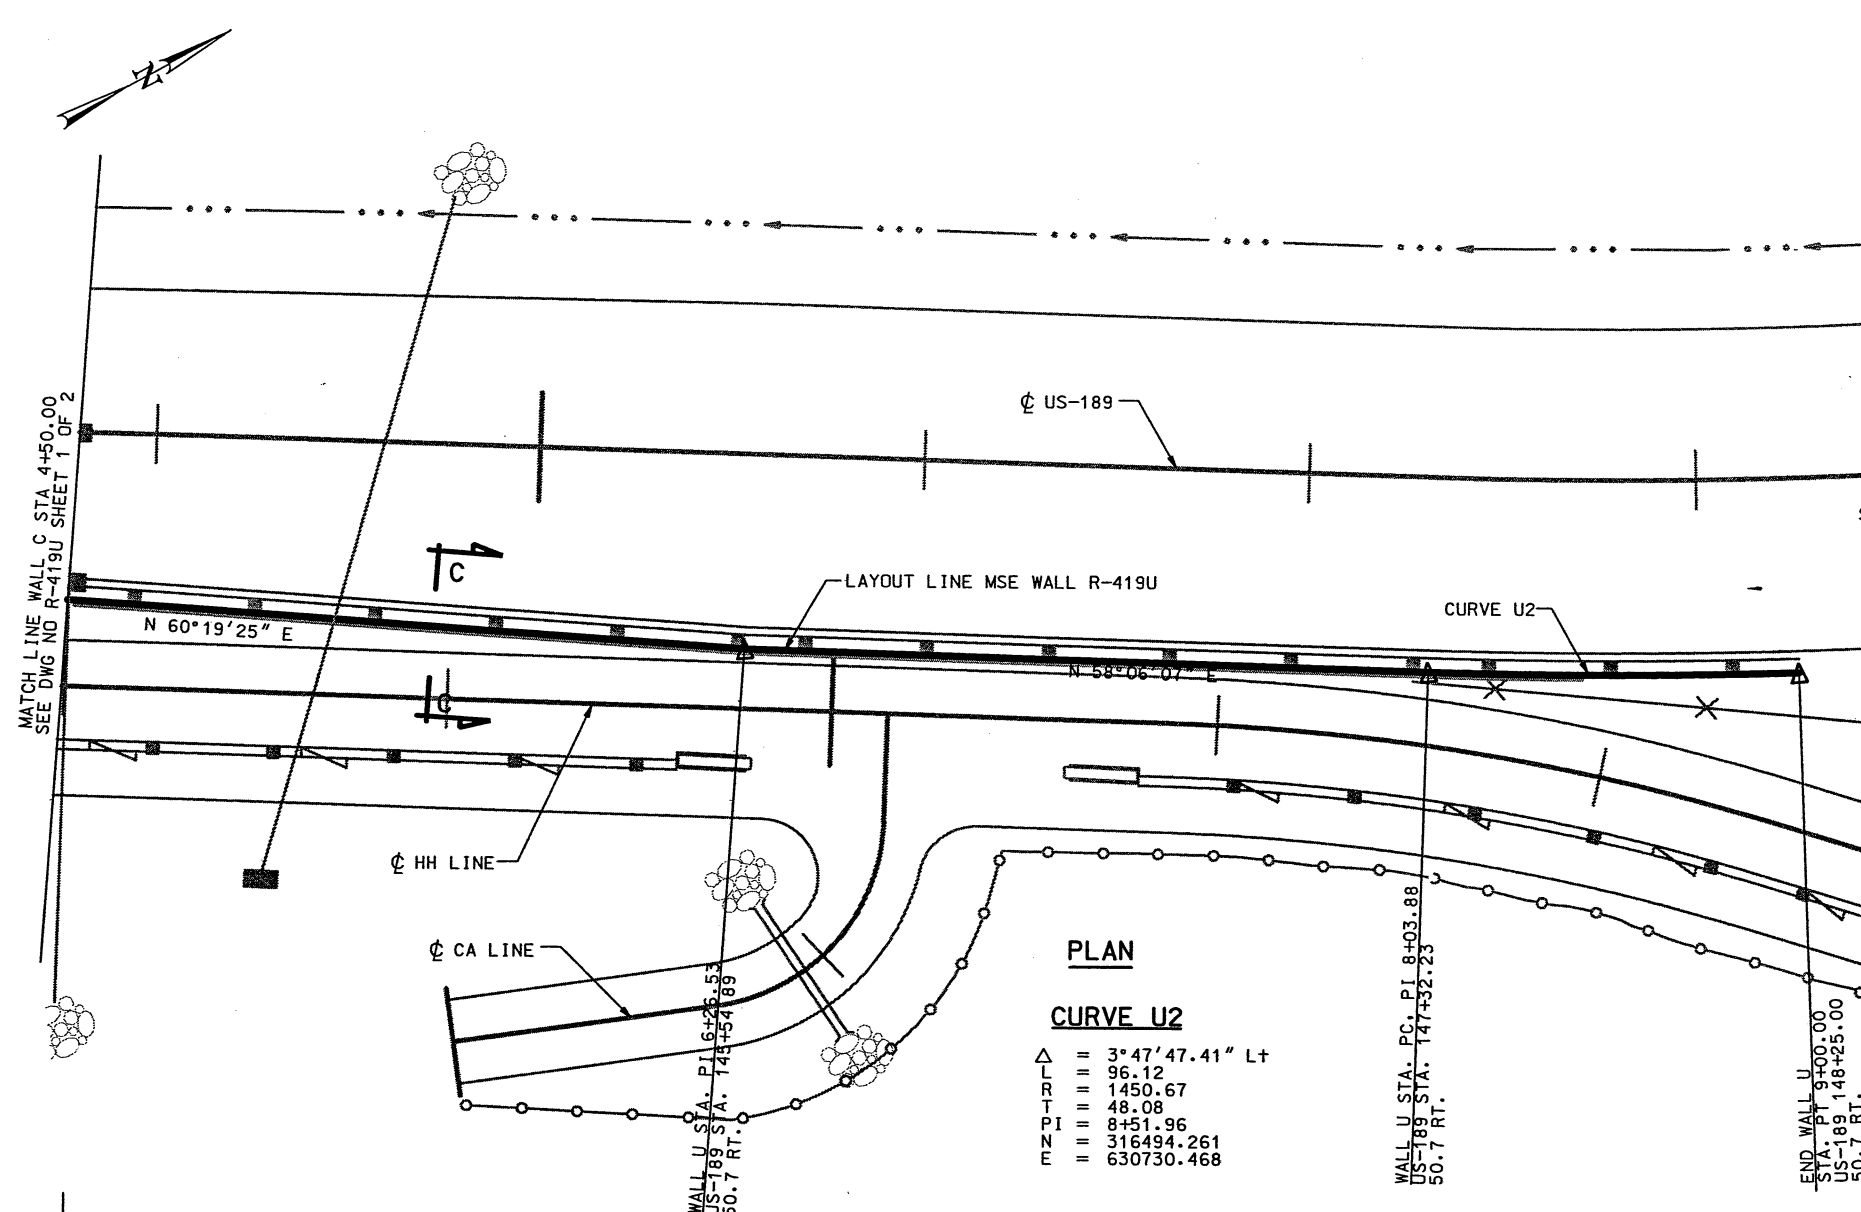 N
MATCH LINE WALL C STA 4+50.00
SEE DWG NO R-419U SHEET 1 OF 2
℄ US-189
C
LAYOUT LINE MSE WALL R-419U
CURVE U2
N 60°19'25" E
N 58°06'07" E
C
℄ HH LINE
℄ CA LINE
WALL U STA. PI 6+26.53
US-189 STA. 145+54.89
50.7 RT.
PLAN
CURVE U2
△ = 3°47'47.41" Lt
L = 96.12
R = 1450.67
T = 48.08
PI = 8+51.96
N = 316494.261
E = 630730.468
WALL U STA. PC, PI 8+03.88
US-189 STA. 147+32.23
50.7 RT.
END WALL U
STA. PT 9+00.00
US-189 148+25.00
50.7 RT.